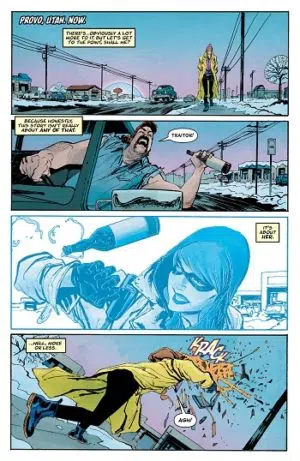 PROVO, UTAH. NOW.
THERE'S...OBVIOUSLY A LOT
MORE TO IT BUT LET'S GET
TO THE POINT, SHALL WE?
BECAUSE HONESTLY,
THIS STORY ISN'T REALLY
ABOUT ANY OF THAT.
TRAITOR!
IT'S
ABOUT
HER.
...WELL, MORE
OR LESS.
KRACK
AGH!